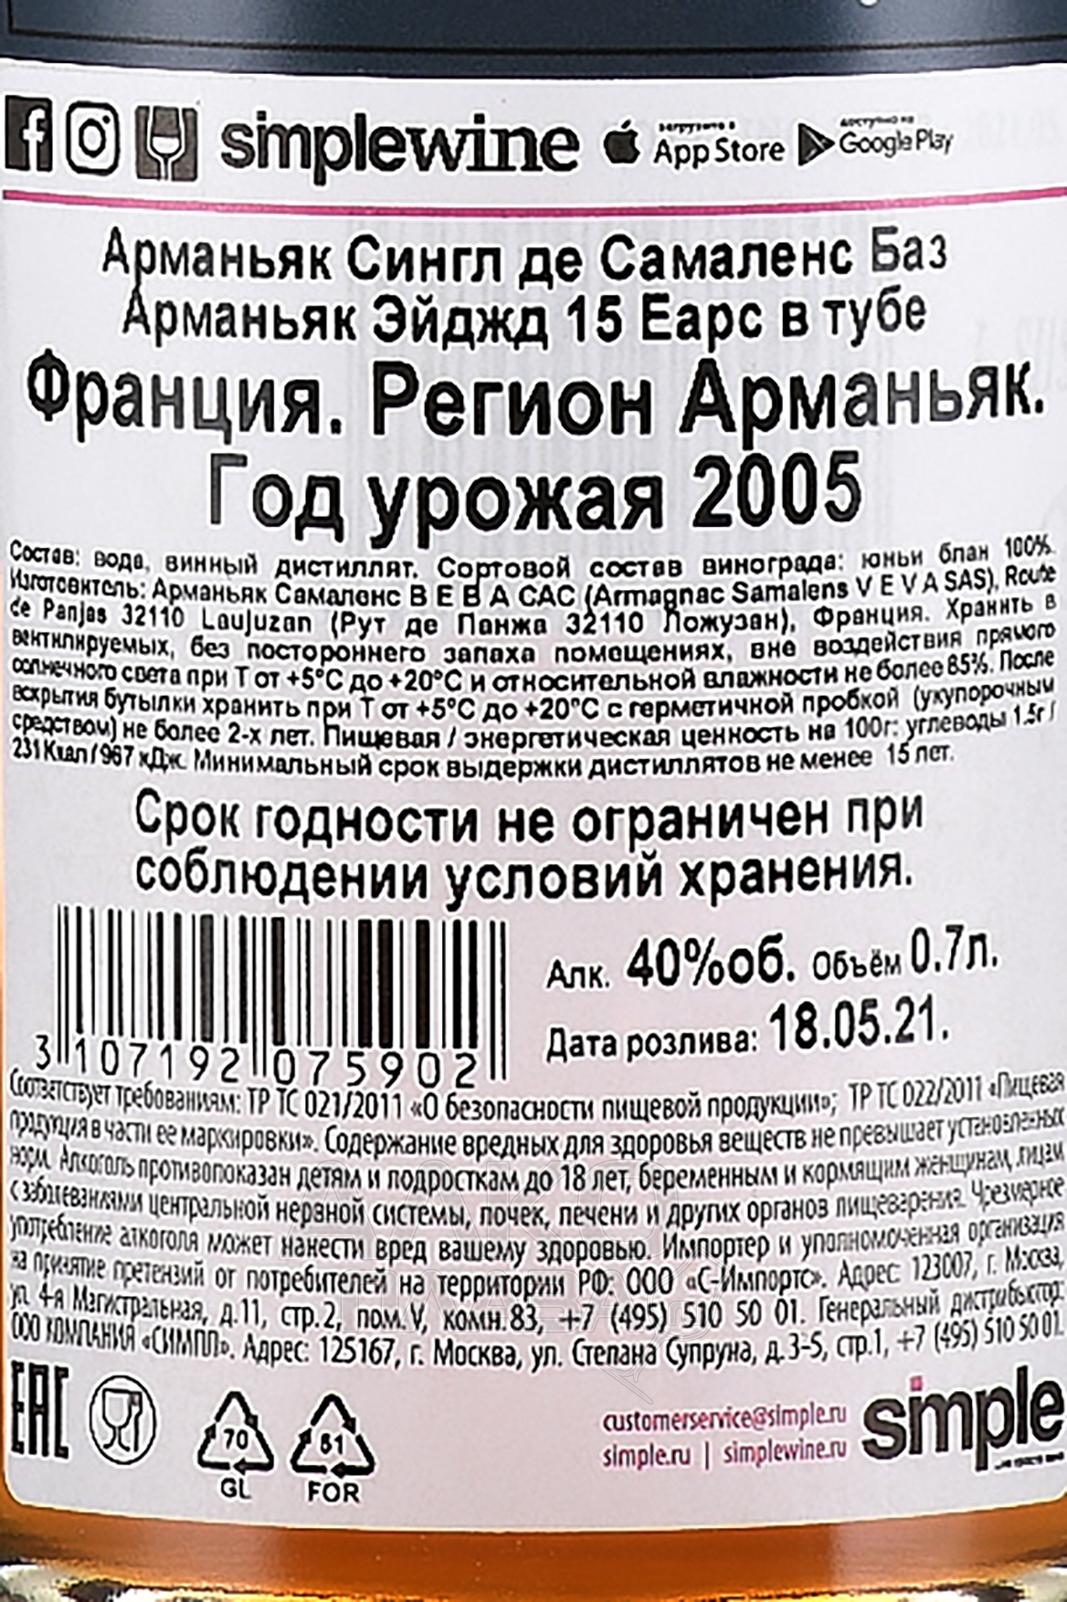 simplewine Загрузите в App Store доступно на Google Play
Арманьяк Сингл де Самаленс Баз
Арманьяк Эйджд 15 Еарс в тубе
Франция. Регион Арманьяк.
Год урожая 2005
Состав: вода, винный дистиллят. Сортовой состав винограда: юньи блан 100%.
Изготовитель: Арманьяк Самаленс В Е В А САС (Armagnac Samalens V E V A SAS), Route
de Panjas 32110 Laujuzan (Рут де Панжа 32110 Ложузан), Франция. Хранить в
вентилируемых, без постороннего запаха помещениях, вне воздействия прямого
солнечного света при Т от +5°С до +20°С и относительной влажности не более 85%. После
вскрытия бутылки хранить при Т от +5°С до +20°С с герметичной пробкой (укупорочным
средством) не более 2-х лет. Пищевая / энергетическая ценность на 100г: углеводы 1.5г /
231 Ккал / 967 кДж. Минимальный срок выдержки дистиллятов не менее 15 лет.
Срок годности не ограничен при
соблюдении условий хранения.
Алк. 40%об. Объём 0.7л.
Дата розлива: 18.05.21.
3 107192 075902
Соответствует требованиям: ТР ТС 021/2011 «О безопасности пищевой продукции»; ТР ТС 022/2011 «Пищевая
продукция в части ее маркировки». Содержание вредных для здоровья веществ не превышает установленных
норм. Алкоголь противопоказан детям и подросткам до 18 лет, беременным и кормящим женщинам, лицам
с заболеваниями центральной нервной системы, почек, печени и других органов пищеварения. Чрезмерное
употребление алкоголя может нанести вред вашему здоровью. Импортер и уполномоченная организация
на принятие претензий от потребителей на территории РФ: ООО «С-Импортс». Адрес: 123007, г. Москва,
ул. 4-я Магистральная, д.11, стр.2, пом.V, комн.83, +7 (495) 510 50 01. Генеральный дистрибьютор:
ООО КОМПАНИЯ «СИМПЛ». Адрес: 125167, г. Москва, ул. Степана Супруна, д.3-5, стр.1, +7 (495) 510 50 01.
EAC
70
GL
61
FOR
customerservice@simple.ru
simple.ru | simplewine.ru
simple